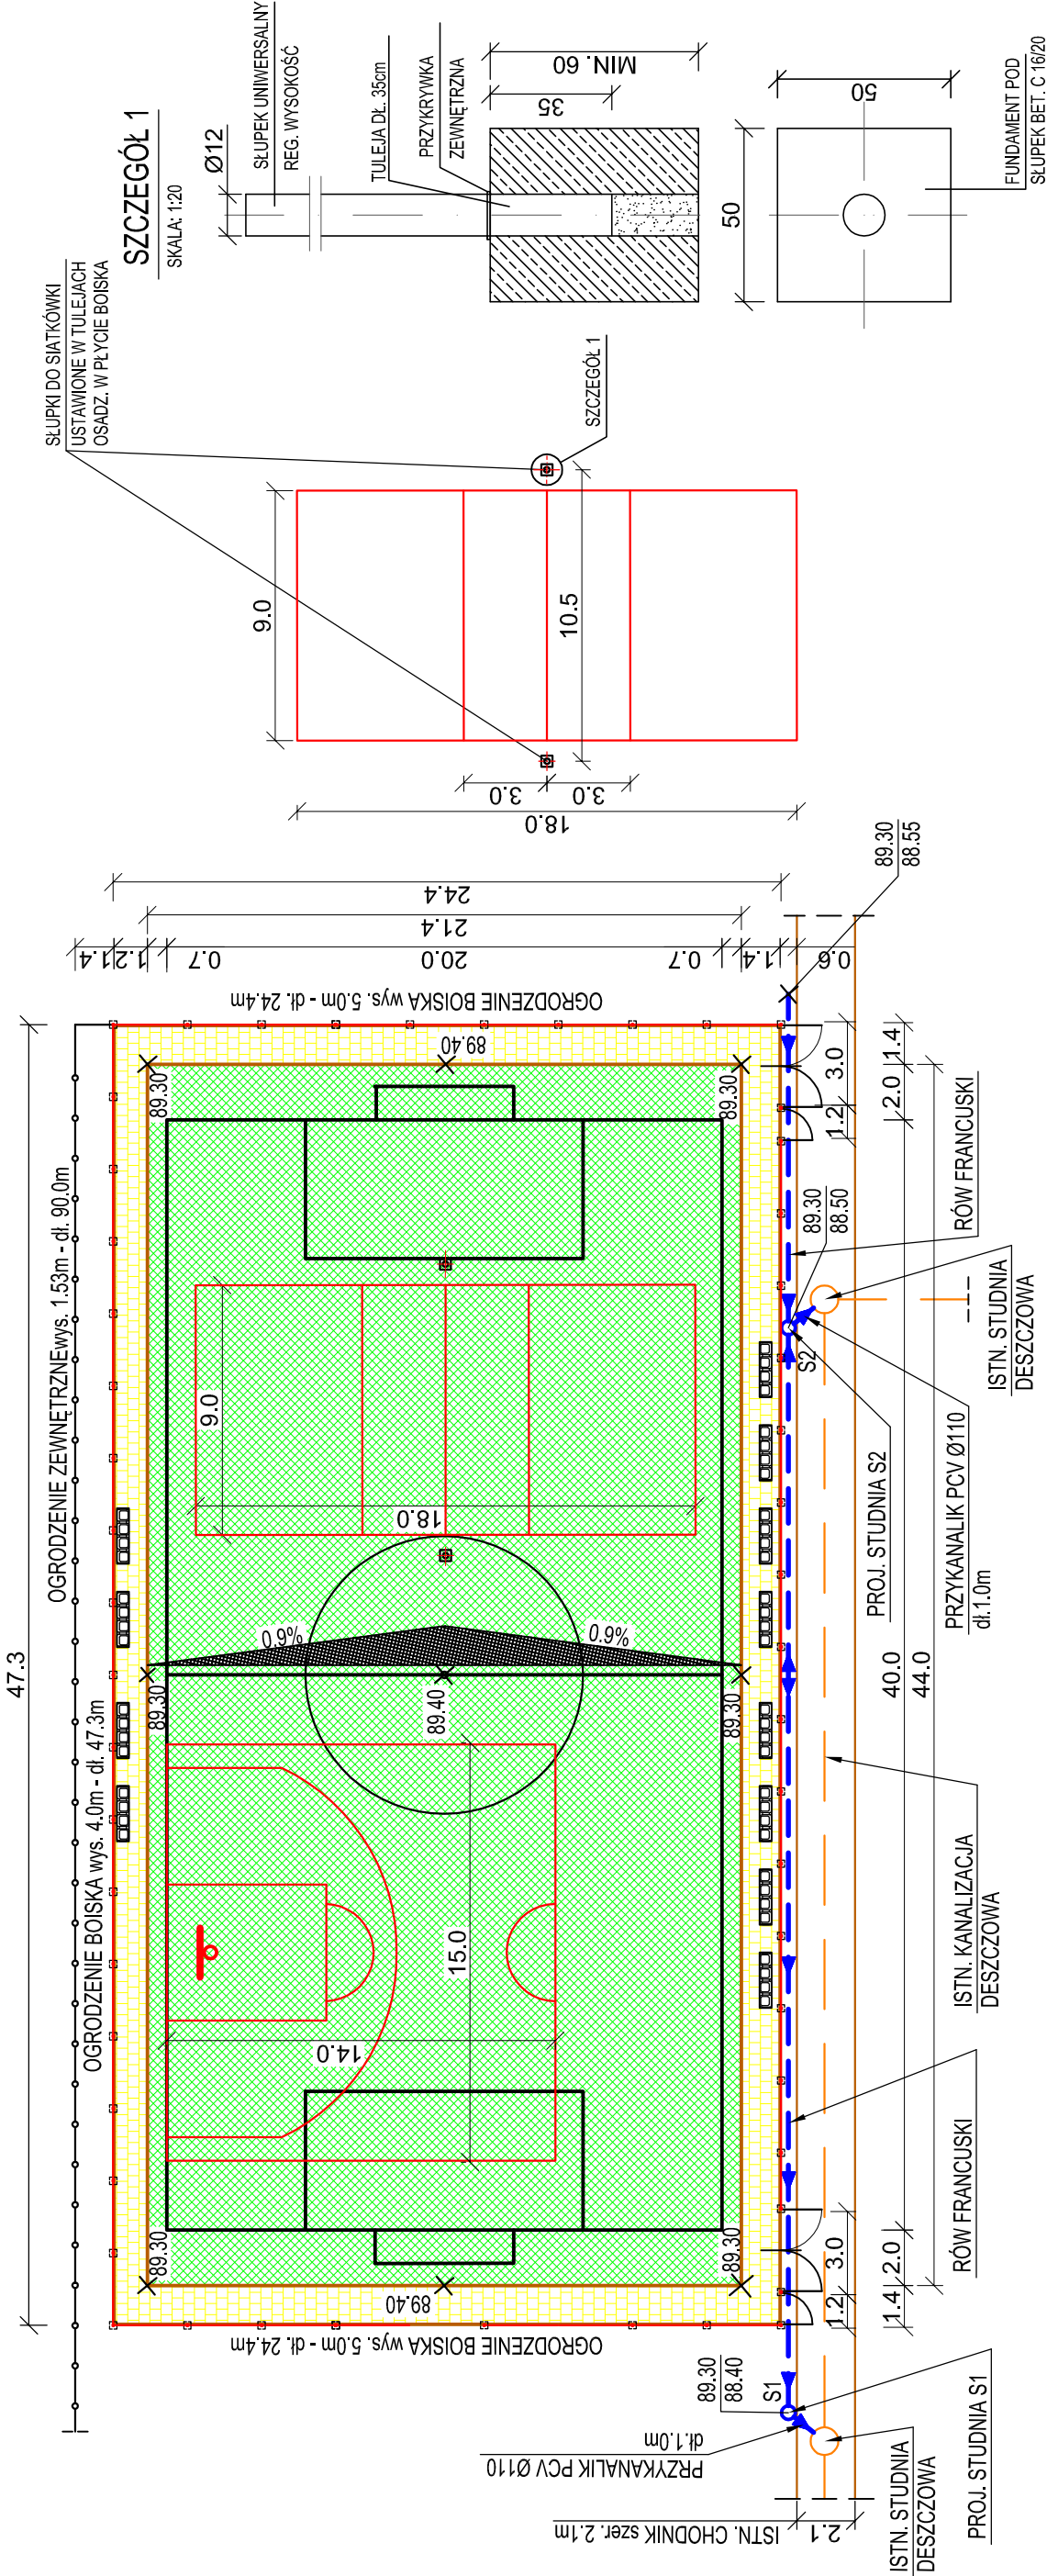 47.3
OGRODZENIE ZEWNĘTRZNEwys. 1.53m - dł. 90.0m
OGRODZENIE BOISKA wys. 4.0m - dł. 47.3m
OGRODZENIE BOISKA wys. 5.0m - dł. 24.4m
OGRODZENIE BOISKA wys. 5.0m - dł. 24.4m
89.30
89.30
89.30
89.40
89.40
89.40
89.30
89.30
89.30
0.9%
0.9%
14.0
15.0
18.0
9.0
1.4
1.2
0.7
20.0
0.7
1.4
0.6
21.4
24.4
89.30
88.40
S1
PRZYKANALIK PCV Ø110
dł.1.0m
ISTN. CHODNIK szer. 2.1m
2.1
ISTN. STUDNIA
DESZCZOWA
PROJ. STUDNIA S1
1.2
3.0
1.4
2.0
RÓW FRANCUSKI
ISTN. KANALIZACJA
DESZCZOWA
40.0
44.0
PROJ. STUDNIA S2
PRZYKANALIK PCV Ø110
dł.1.0m
S2
89.30
88.50
ISTN. STUDNIA
DESZCZOWA
RÓW FRANCUSKI
1.2
3.0
2.0
1.4
89.30
88.55
SŁUPKI DO SIATKÓWKI
USTAWIONE W TULEJACH
OSADZ. W PŁYCIE BOISKA
9.0
10.5
3.0
3.0
18.0
SZCZEGÓŁ 1
SZCZEGÓŁ 1
SKALA: 1:20
Ø12
SŁUPEK UNIWERSALNY
REG. WYSOKOŚĆ
TULEJA DŁ. 35cm
PRZYKRYWKA
ZEWNĘTRZNA
35
MIN. 60
50
50
FUNDAMENT POD
SŁUPEK BET. C 16/20